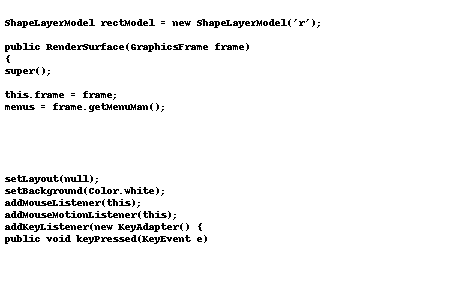 ShapeLayerModel rectModel = new ShapeLayerModel('r');
public RenderSurface(GraphicsFrame frame)
{
super();
this.frame = frame;
menus = frame.getMenuMan();
setLayout(null);
setBackground(Color.white);
addMouseListener(this);
addMouseMotionListener(this);
addKeyListener(new KeyAdapter() {
public void keyPressed(KeyEvent e)